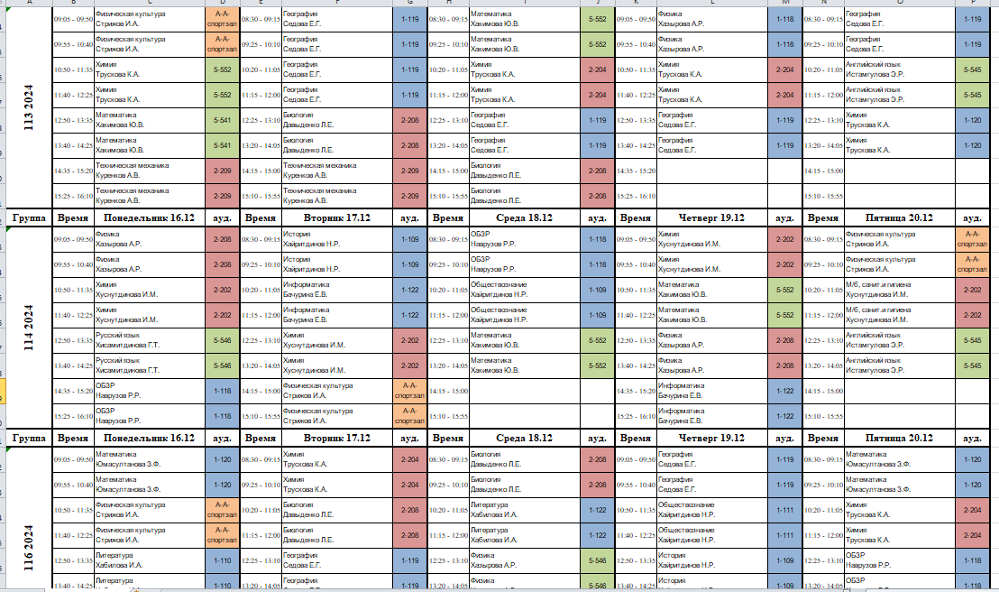 A B C D E F G H I J K L M N O P
113 2024
09:05 - 09:50 Физическая культура А-А- 08:30 - 09:15 География 1-119 08:30 - 09:15 Математика 5-552 09:05 - 09:50 Физика 1-118 08:30 - 09:15 География 1-119
Стриков И.А. спортзал Седова Е.Г. Хакимова Ю.В. Хазырова А.Р. Седова Е.Г.
09:55 - 10:40 Физическая культура А-А- 09:25 - 10:10 География 1-119 09:25 - 10:10 Математика 5-552 09:55 - 10:40 Физика 1-118 09:25 - 10:10 География 1-119
Стриков И.А. спортзал Седова Е.Г. Хакимова Ю.В. Хазырова А.Р. Седова Е.Г.
10:50 - 11:35 Химия 5-552 10:20 - 11:05 География 1-119 10:20 - 11:05 Химия 2-204 10:50 - 11:35 Химия 2-204 10:20 - 11:05 Английский язык 5-545
Трускова К.А. Седова Е.Г. Трускова К.А. Трускова К.А. Истамгулова Э.Р.
11:40 - 12:25 Химия 5-552 11:15 - 12:00 География 1-119 11:15 - 12:00 Химия 2-204 11:40 - 12:25 Химия 2-204 11:15 - 12:00 Английский язык 5-545
Трускова К.А. Седова Е.Г. Трускова К.А. Трускова К.А. Истамгулова Э.Р.
12:50 - 13:35 Математика 5-541 12:25 - 13:10 Биология 2-208 12:25 - 13:10 География 1-119 12:50 - 13:35 География 1-119 12:25 - 13:10 Химия 1-120
Хакимова Ю.В. Давыденко Л.Е. Седова Е.Г. Седова Е.Г. Трускова К.А.
13:40 - 14:25 Математика 5-541 13:20 - 14:05 Биология 2-208 13:20 - 14:05 География 1-119 13:40 - 14:25 География 1-119 13:20 - 14:05 Химия 1-120
Хакимова Ю.В. Давыденко Л.Е. Седова Е.Г. Седова Е.Г. Трускова К.А.
14:35 - 15:20 Техническая механика 2-209 14:15 - 15:00 Техническая механика 2-209 14:15 - 15:00 Биология 2-208 14:35 - 15:20 14:15 - 15:00
Куренков А.В. Куренков А.В. Давыденко Л.Е.
15:25 - 16:10 Техническая механика 2-209 15:10 - 15:55 Техническая механика 2-209 15:10 - 15:55 Биология 2-208 15:25 - 16:10 15:10 - 15:55
Куренков А.В. Куренков А.В. Давыденко Л.Е.
Группа Время Понедельник 16.12 ауд. Время Вторник 17.12 ауд. Время Среда 18.12 ауд. Время Четверг 19.12 ауд. Время Пятница 20.12 ауд.
114 2024
09:05 - 09:50 Физика 2-208 08:30 - 09:15 История 1-109 08:30 - 09:15 ОБЗР 1-118 09:05 - 09:50 Химия 2-202 08:30 - 09:15 Физическая культура А-А-
Хазырова А.Р. Хайритдинов Н.Р. Наврузов Р.Р. Хуснутдинова И.М. Стриков И.А. спортзал
09:55 - 10:40 Физика 2-208 09:25 - 10:10 История 1-109 09:25 - 10:10 ОБЗР 1-118 09:55 - 10:40 Химия 2-202 09:25 - 10:10 Физическая культура А-А-
Хазырова А.Р. Хайритдинов Н.Р. Наврузов Р.Р. Хуснутдинова И.М. Стриков И.А. спортзал
10:50 - 11:35 Химия 2-202 10:20 - 11:05 Информатика 1-122 10:20 - 11:05 Обществознание 1-109 10:50 - 11:35 Математика 5-552 10:20 - 11:05 М/б, санит.и гигиена 2-202
Хуснутдинова И.М. Бачурина Е.В. Хайритдинов Н.Р. Хакимова Ю.В. Хуснутдинова И.М.
11:40 - 12:25 Химия 2-202 11:15 - 12:00 Информатика 1-122 11:15 - 12:00 Обществознание 1-109 11:40 - 12:25 Математика 5-552 11:15 - 12:00 М/б, санит.и гигиена 2-202
Хуснутдинова И.М. Бачурина Е.В. Хайритдинов Н.Р. Хакимова Ю.В. Хуснутдинова И.М.
12:50 - 13:35 Русский язык 5-546 12:25 - 13:10 Химия 2-202 12:25 - 13:10 Математика 5-552 12:50 - 13:35 Физика 2-208 12:25 - 13:10 Английский язык 5-545
Хисамитдинова Г.Т. Хуснутдинова И.М. Хакимова Ю.В. Хазырова А.Р. Истамгулова Э.Р.
13:40 - 14:25 Русский язык 5-546 13:20 - 14:05 Химия 2-202 13:20 - 14:05 Математика 5-552 13:40 - 14:25 Физика 2-208 13:20 - 14:05 Английский язык 5-545
Хисамитдинова Г.Т. Хуснутдинова И.М. Хакимова Ю.В. Хазырова А.Р. Истамгулова Э.Р.
14:35 - 15:20 ОБЗР 1-118 14:15 - 15:00 Физическая культура А-А- 14:15 - 15:00 14:35 - 15:20 Информатика 1-122 14:15 - 15:00
Наврузов Р.Р. Стриков И.А. спортзал Бачурина Е.В.
15:25 - 16:10 ОБЗР 1-118 15:10 - 15:55 Физическая культура А-А- 15:10 - 15:55 15:25 - 16:10 Информатика 1-122 15:10 - 15:55
Наврузов Р.Р. Стриков И.А. спортзал Бачурина Е.В.
Группа Время Понедельник 16.12 ауд. Время Вторник 17.12 ауд. Время Среда 18.12 ауд. Время Четверг 19.12 ауд. Время Пятница 20.12 ауд.
116 2024
09:05 - 09:50 Математика 1-120 08:30 - 09:15 Химия 2-204 08:30 - 09:15 Биология 2-208 09:05 - 09:50 География 1-119 08:30 - 09:15 Математика 1-120
Юмасултанова З.Ф. Трускова К.А. Давыденко Л.Е. Седова Е.Г. Юмасултанова З.Ф.
09:55 - 10:40 Математика 1-120 09:25 - 10:10 Химия 2-204 09:25 - 10:10 Биология 2-208 09:55 - 10:40 География 1-119 09:25 - 10:10 Математика 1-120
Юмасултанова З.Ф. Трускова К.А. Давыденко Л.Е. Седова Е.Г. Юмасултанова З.Ф.
10:50 - 11:35 Физическая культура А-А- 10:20 - 11:05 Биология 2-208 10:20 - 11:05 Литература 1-122 10:50 - 11:35 Обществознание 1-111 10:20 - 11:05 Химия 2-204
Стриков И.А. спортзал Давыденко Л.Е. Хабилова И.А. Хайритдинов Н.Р. Трускова К.А.
11:40 - 12:25 Физическая культура А-А- 11:15 - 12:00 Биология 2-208 11:15 - 12:00 Литература 1-122 11:40 - 12:25 Обществознание 1-111 11:15 - 12:00 Химия 2-204
Стриков И.А. спортзал Давыденко Л.Е. Хабилова И.А. Хайритдинов Н.Р. Трускова К.А.
12:50 - 13:35 Литература 1-110 12:25 - 13:10 География 1-119 12:25 - 13:10 Физика 5-546 12:50 - 13:35 История 1-109 12:25 - 13:10 ОБЗР 1-118
Хабилова И.А. Седова Е.Г. Хазырова А.Р. Хайритдинов Н.Р. Наврузов Р.Р.
13:40 - 14:25 Литература 1-110 13:20 - 14:05 География 1-119 13:20 - 14:05 Физика 5-546 13:40 - 14:25 История 1-109 13:20 - 14:05 ОБЗР 1-118